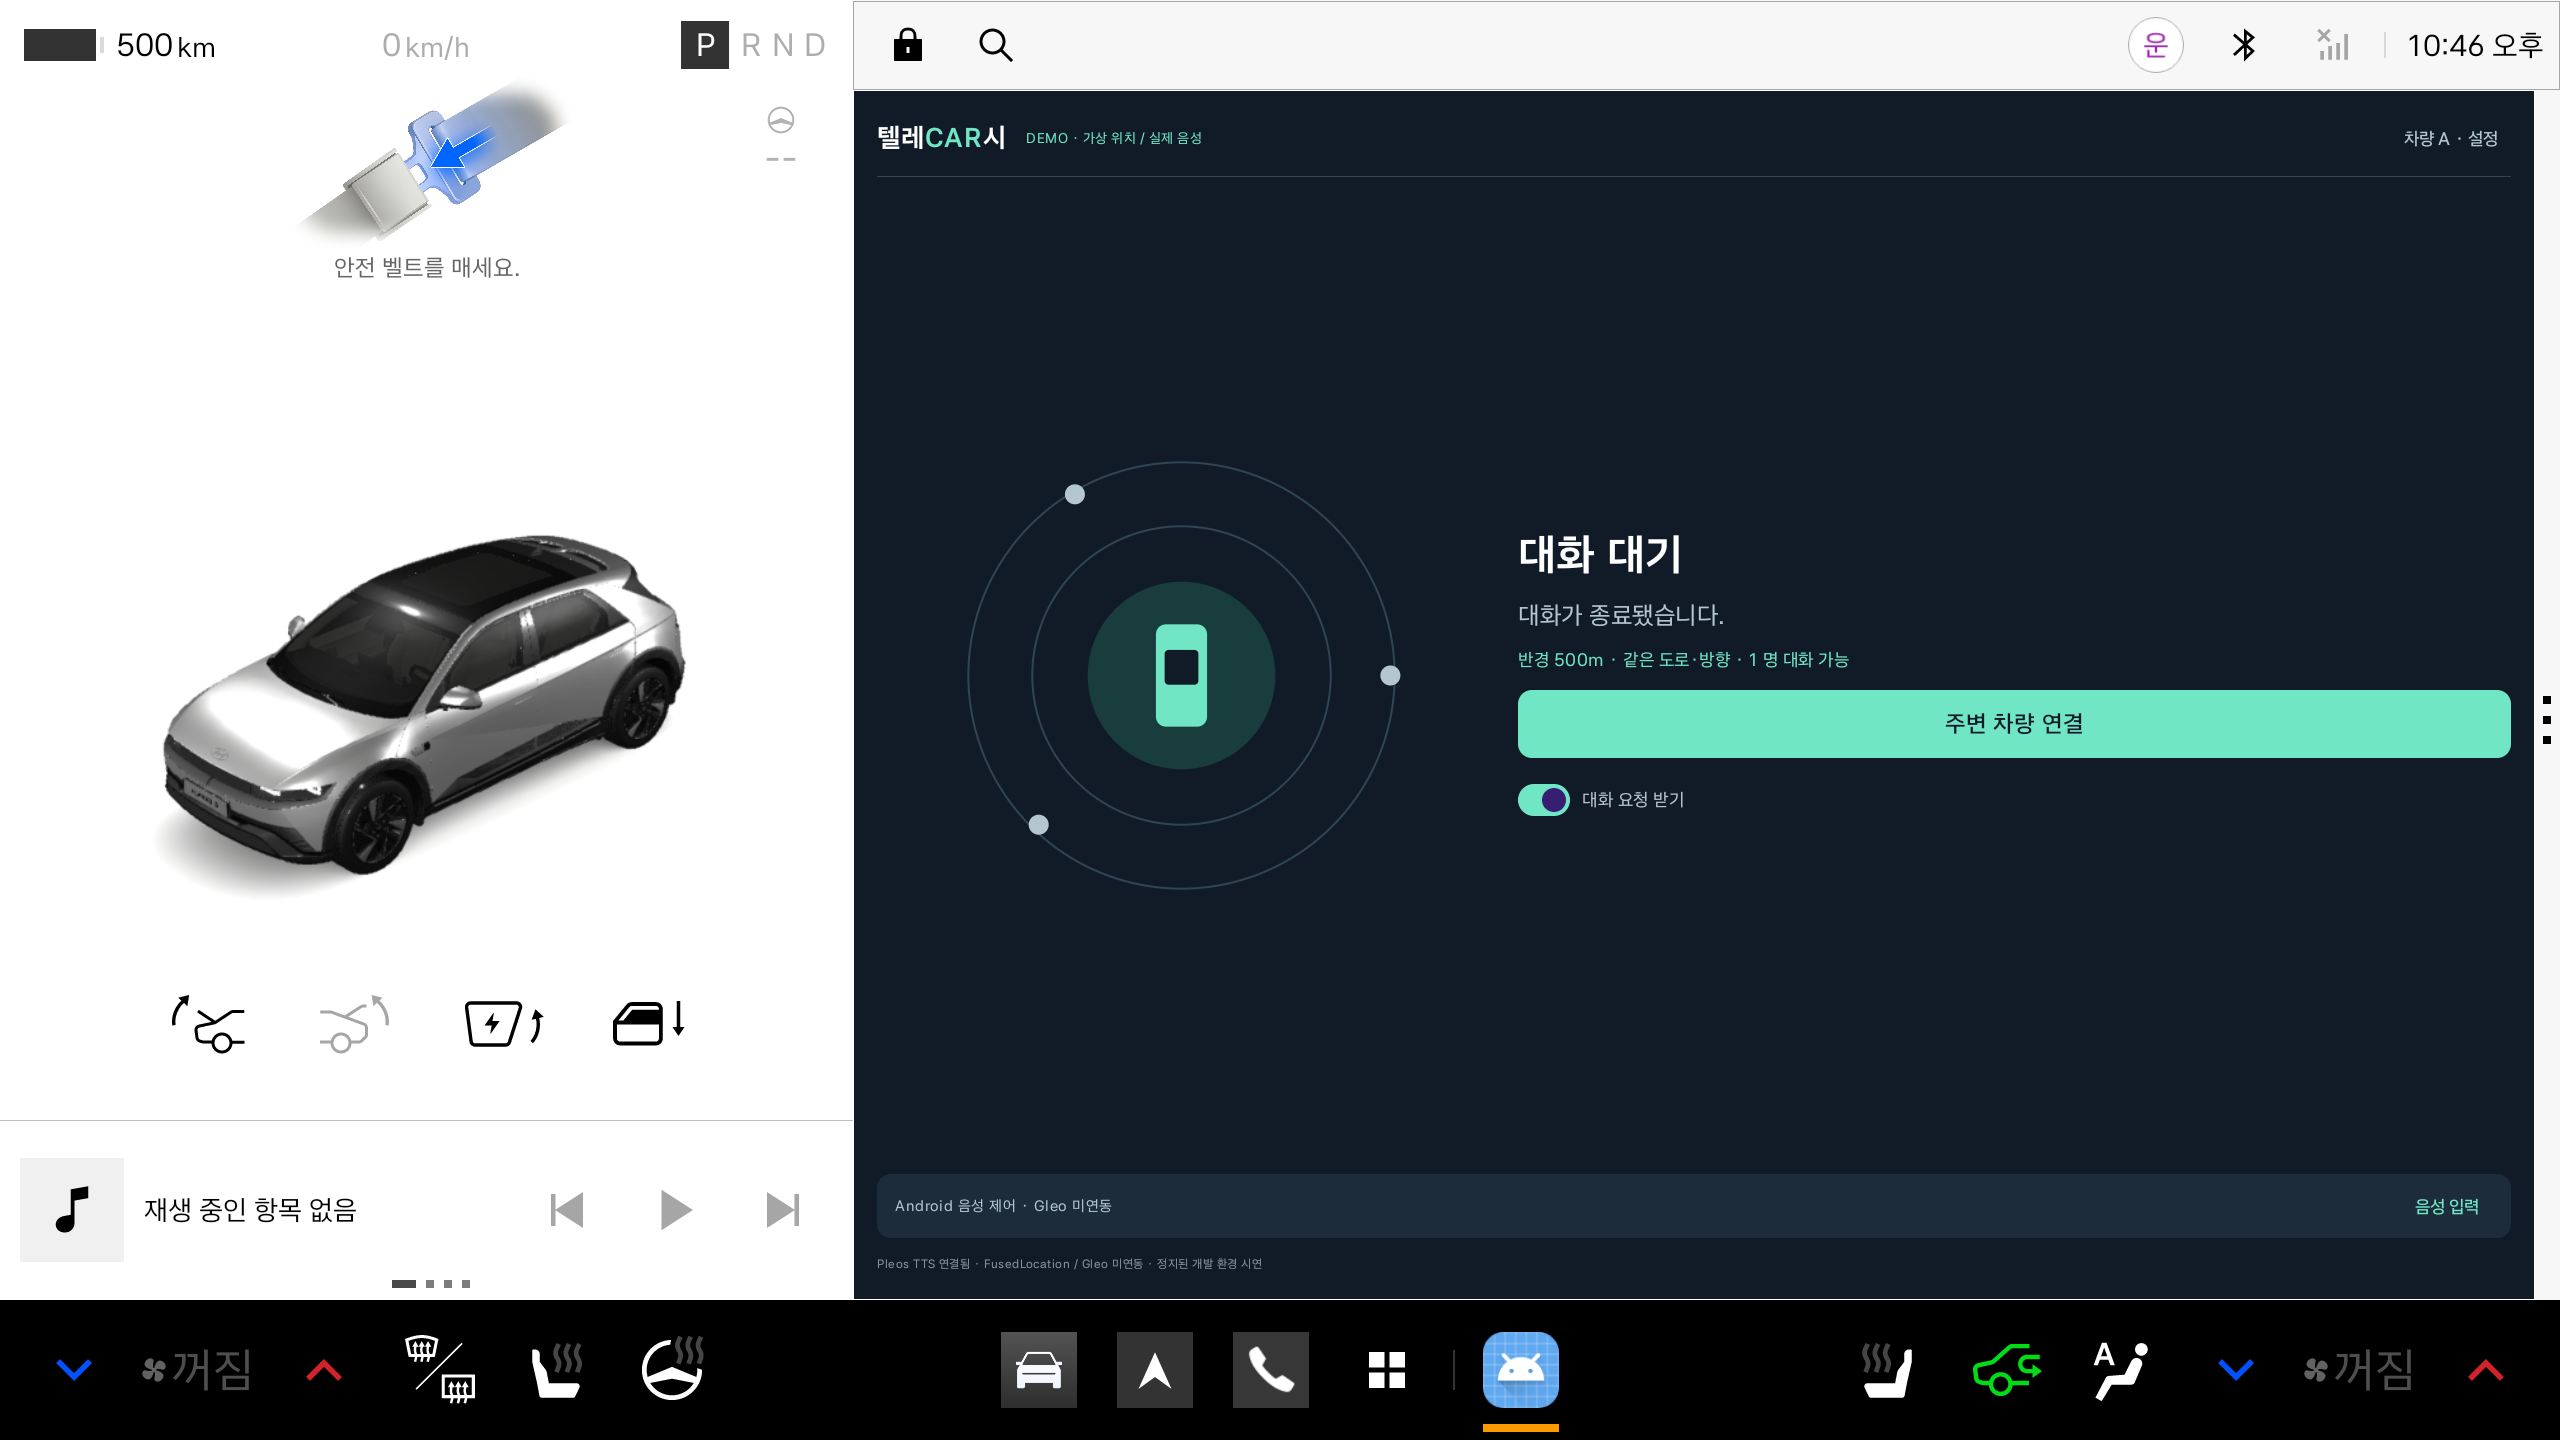 500 km
0 km/h
P R N D
안전 벨트를 매세요.
재생 중인 항목 없음
운
10:46 오후
텔레CAR시
DEMO · 가상 위치 / 실제 음성
차량 A · 설정
대화 대기
대화가 종료됐습니다.
반경 500m · 같은 도로·방향 · 1 명 대화 가능
주변 차량 연결
대화 요청 받기
Android 음성 제어 · Gleo 미연동
음성 입력
Pleos TTS 연결됨 · FusedLocation / Gleo 미연동 · 정지된 개발 환경 시연
꺼짐
A
꺼짐